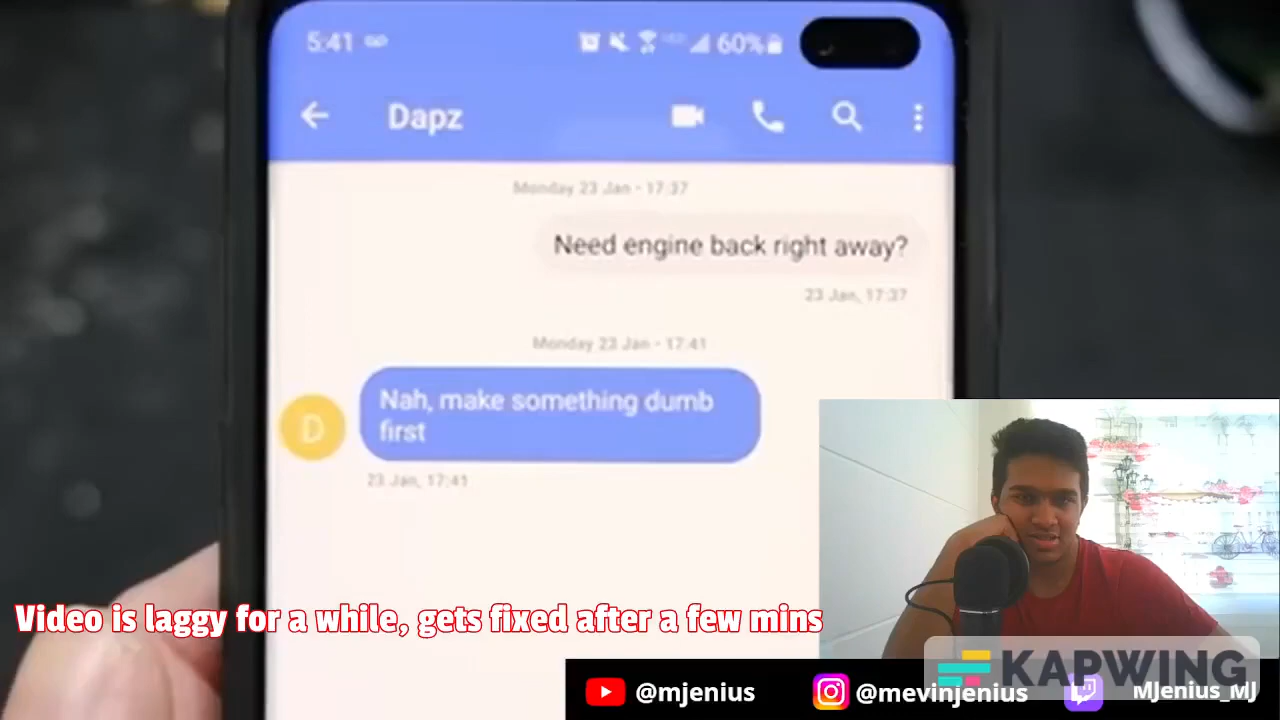 5:41
60%
Dapz
Monday 23 Jan • 17:37
Need engine back right away?
23 Jan, 17:37
Monday 23 Jan • 17:41
Nah, make something dumb
first
D
23 Jan, 17:41
Video is laggy for a while, gets fixed after a few mins
KAPWING
@mjenius
@mevinjenius
MJenius_MJ